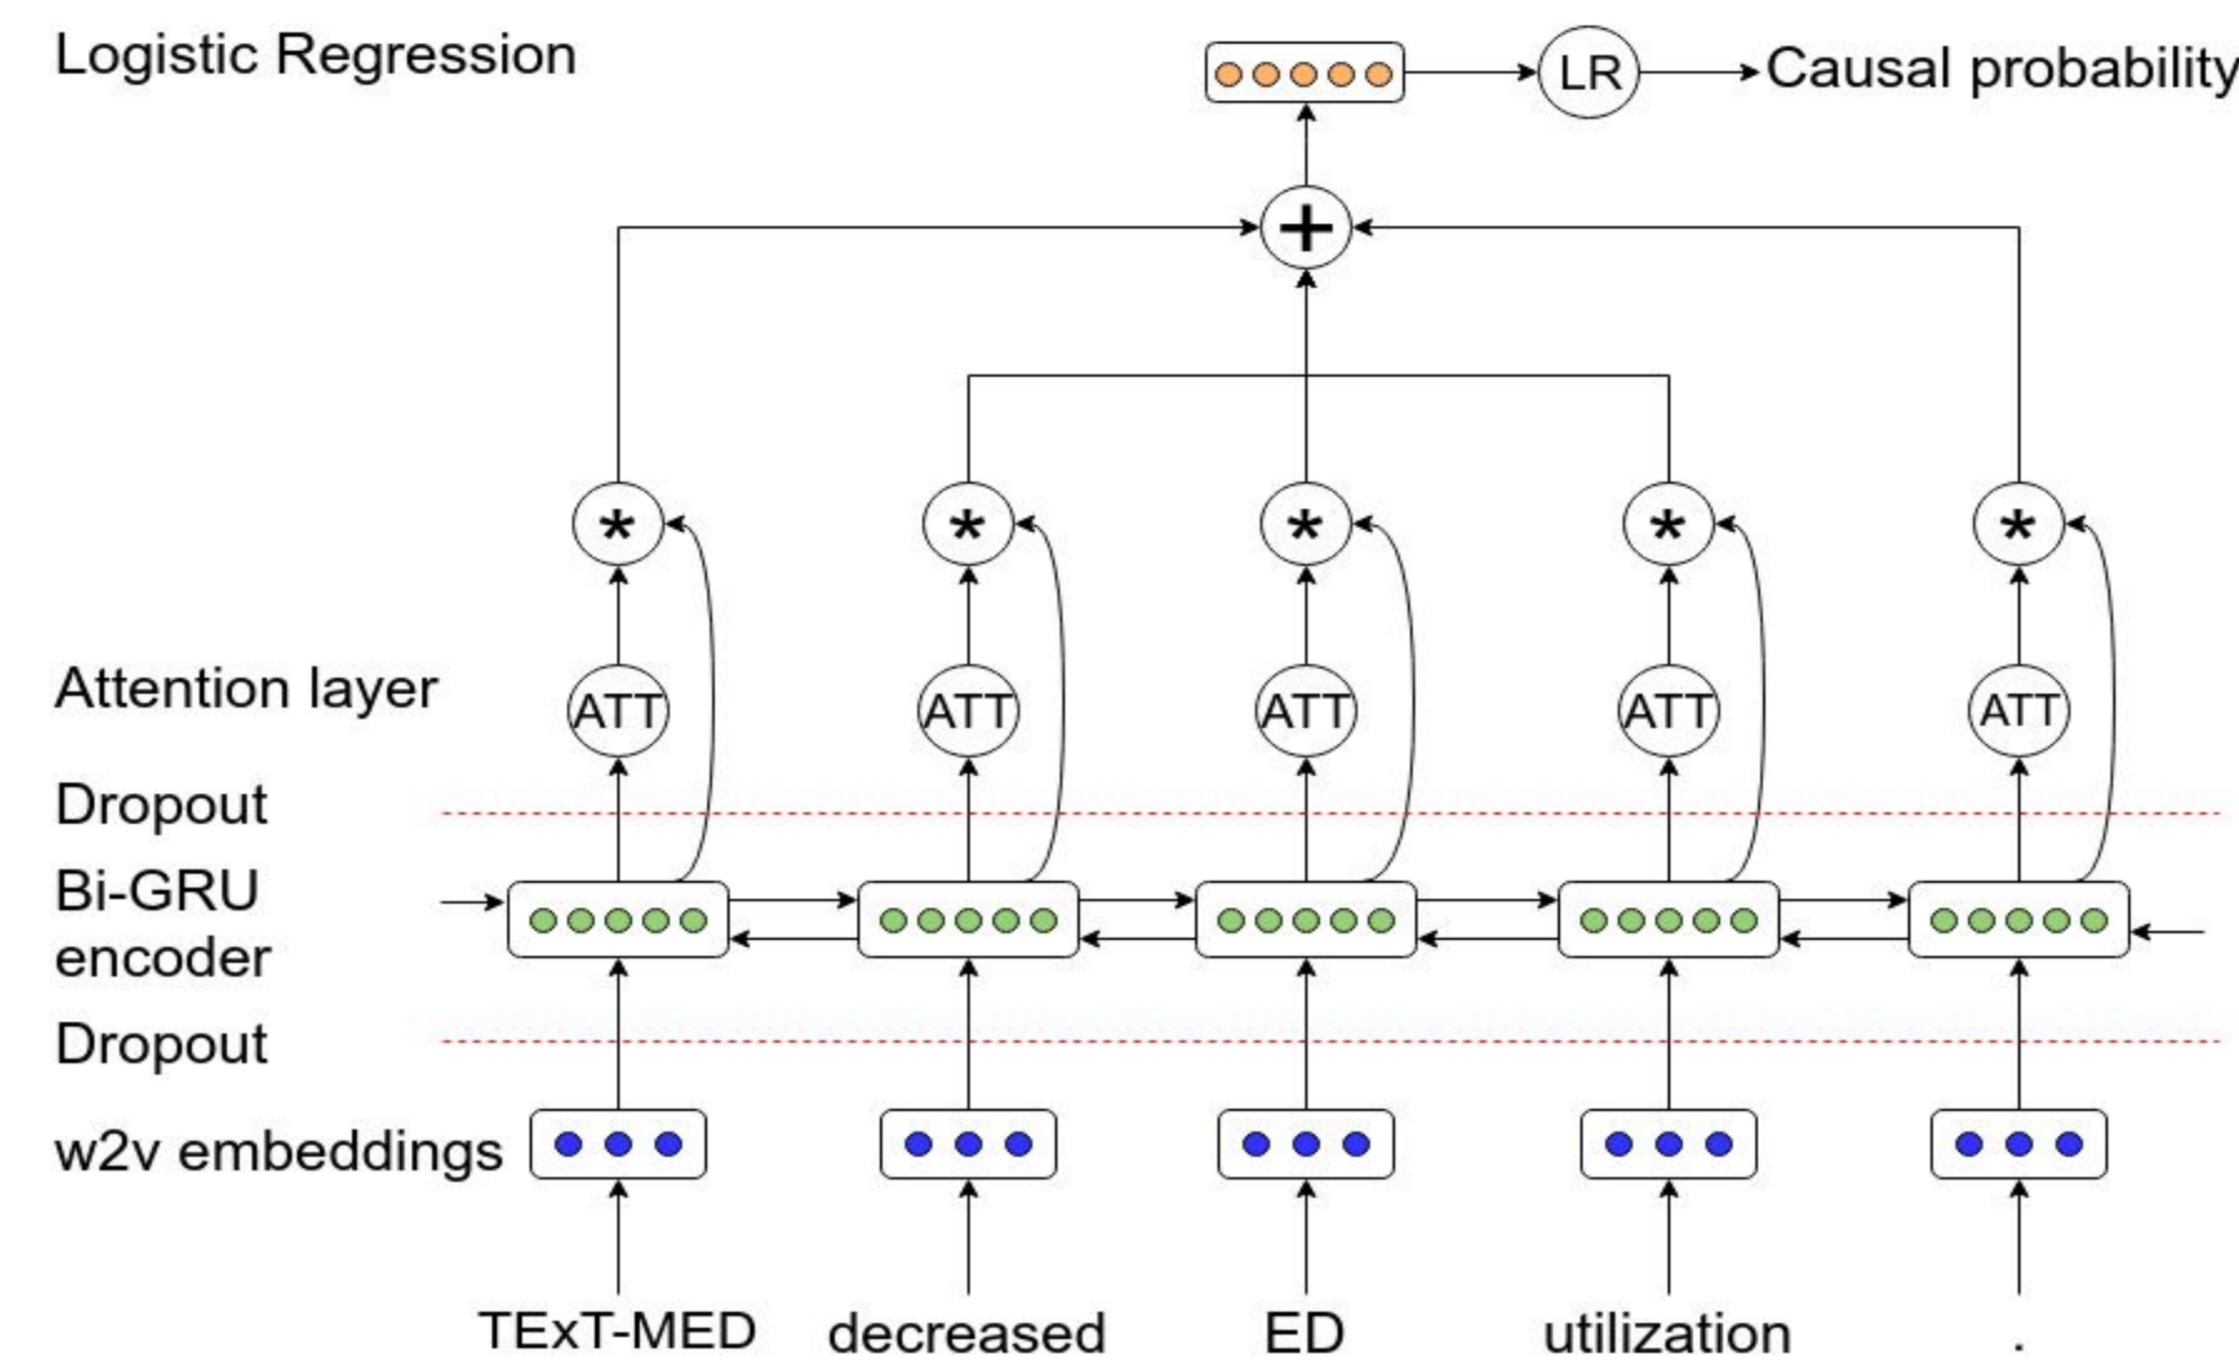 Logistic Regression
LR
Causal probability
+
* * * * *
Attention layer
ATT ATT ATT ATT ATT
Dropout
Bi-GRU
encoder
Dropout
w2v embeddings
TExT-MED decreased ED utilization .